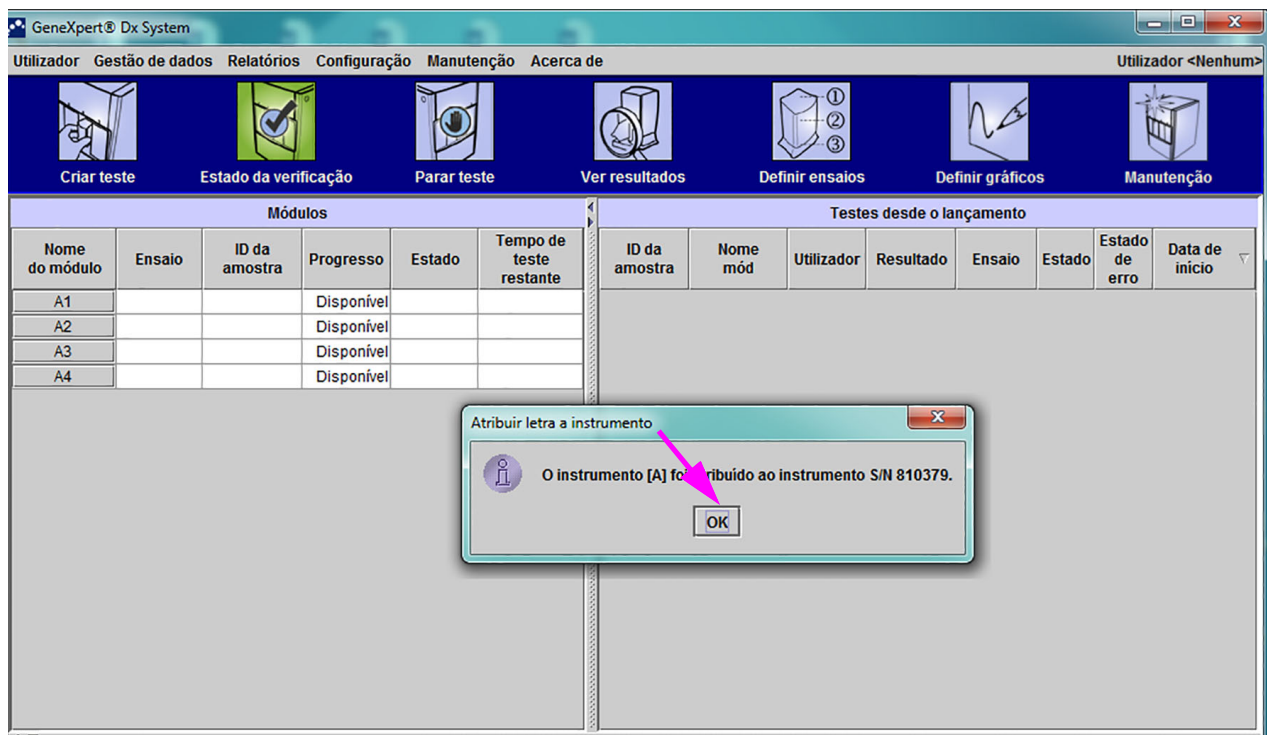 GeneXpert® Dx System
Utilizador Gestão de dados Relatórios Configuração Manutenção Acerca de Utilizador <Nenhum>
1
2
3
Criar teste Estado da verificação Parar teste Ver resultados Definir ensaios Definir gráficos Manutenção
Módulos
Nome do módulo Ensaio ID da amostra Progresso Estado Tempo de teste restante
A1 Disponível
A2 Disponível
A3 Disponível
A4 Disponível
Testes desde o lançamento
ID da amostra Nome mód Utilizador Resultado Ensaio Estado Estado de erro Data de início
Atribuir letra a instrumento
O instrumento [A] foi ribuído ao instrumento S/N 810379.
OK